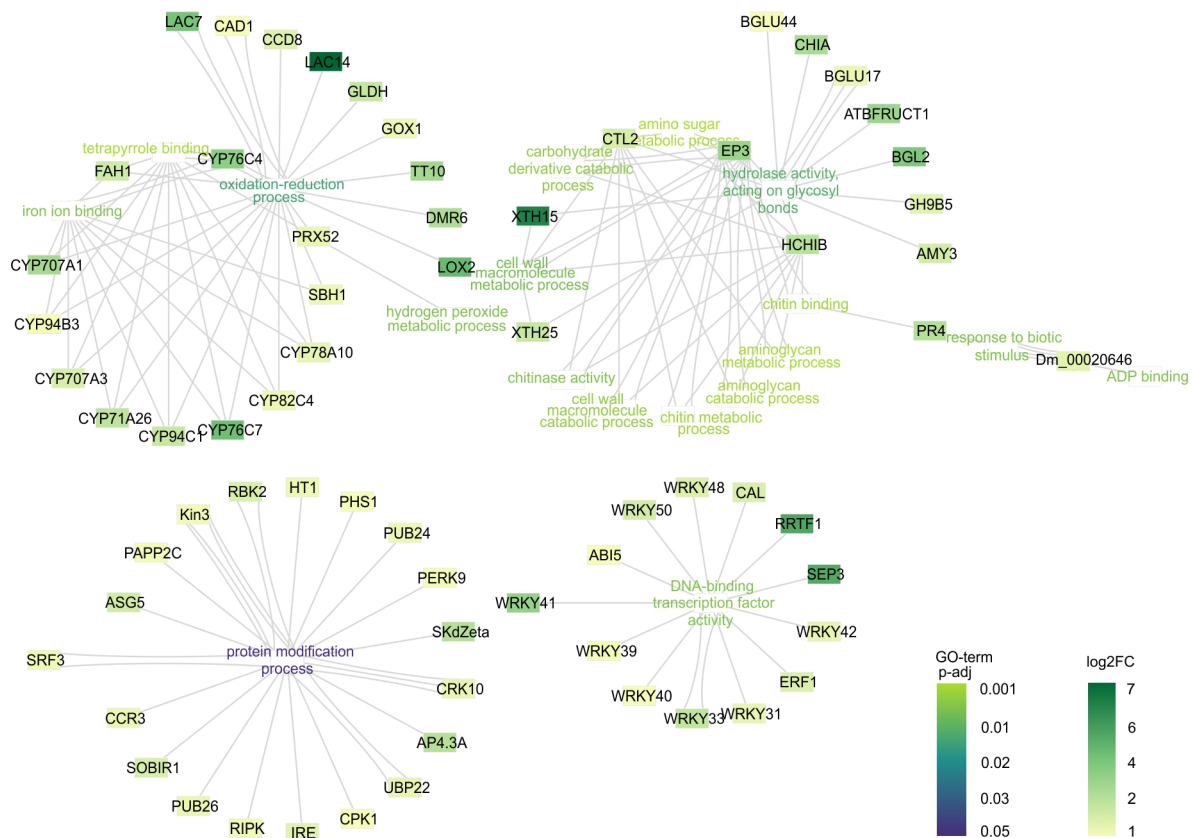 LAC7
CAD1
CCD8
LAC14
GLDH
GOX1
tetrapyrrole binding
CYP76C4
FAH1
oxidation-reduction
process
TT10
iron ion binding
DMR6
PRX52
CYP707A1
LOX2
SBH1
hydrogen peroxide
metabolic process
CYP94B3
CYP78A10
CYP707A3
CYP82C4
CYP71A26
CYP94C1
CYP76C7
BGLU44
CHIA
BGLU17
ATBFRUCT1
amino sugar
metabolic process
CTL2
EP3
carbohydrate
derivative catabolic
process
BGL2
hydrolase activity,
acting on glycosyl
bonds
GH9B5
XTH15
HCHIB
AMY3
cell wall
macromolecule
metabolic process
chitin binding
XTH25
PR4
response to biotic
stimulus
Dm_00020646
ADP binding
aminoglycan
metabolic process
chitinase activity
aminoglycan
catabolic process
cell wall
macromolecule
catabolic process
chitin metabolic
process
HT1
RBK2
PHS1
Kin3
PUB24
PAPP2C
PERK9
ASG5
SKdZeta
protein modification
process
SRF3
CRK10
CCR3
AP4.3A
SOBIR1
UBP22
PUB26
CPK1
RIPK
IRE
WRKY48
CAL
WRKY50
RRTF1
ABI5
SEP3
DNA-binding
transcription factor
activity
WRKY41
WRKY42
WRKY39
ERF1
WRKY40
WRKY33
WRKY31
GO-term
p-adj
0.001
0.01
0.02
0.03
0.05
log2FC
7
6
4
2
1